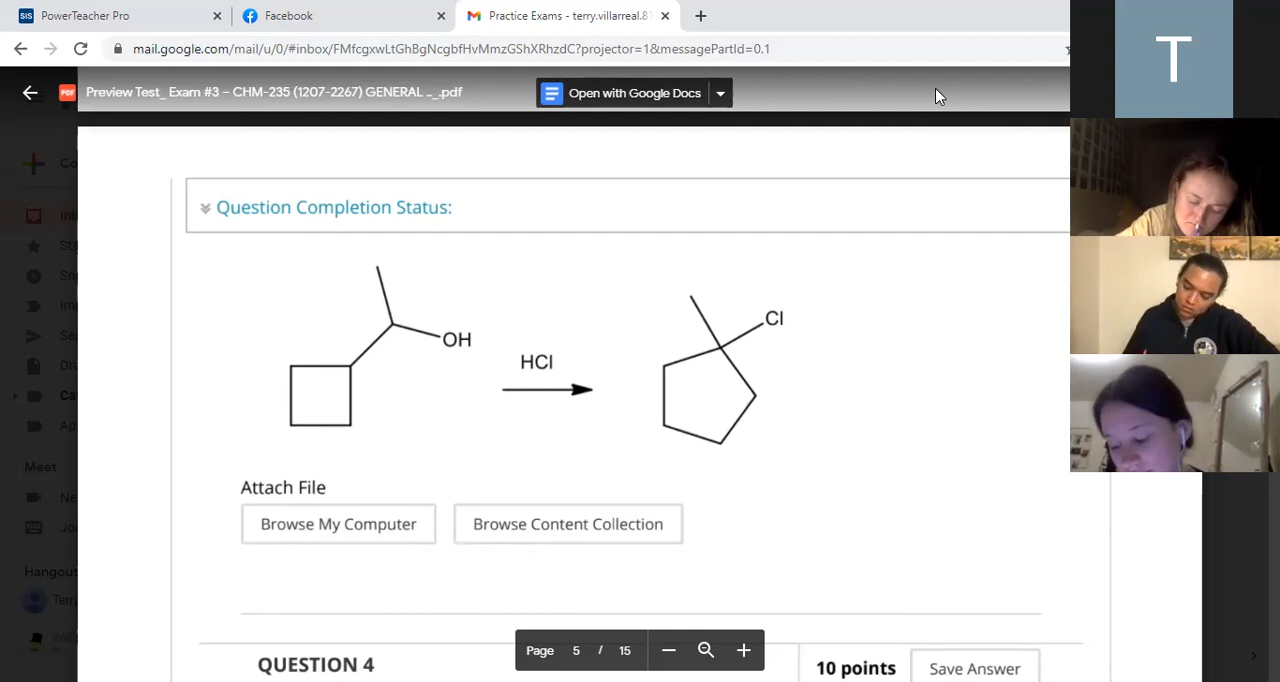 PowerTeacher Pro
Facebook
Practice Exams - terry.villarreal.81
mail.google.com/mail/u/0/#inbox/FMfcgxwLtGhBgNcgbfHvMmzGShXRhzdC?projector=1&messagePartId=0.1
PDF
Preview Test_ Exam #3 – CHM-235 (1207-2267) GENERAL .._.pdf
Open with Google Docs
T
Question Completion Status:
OH
HCl
Cl
Attach File
Browse My Computer
Browse Content Collection
Meet
Hangout
Page 5 / 15
QUESTION 4
10 points
Save Answer